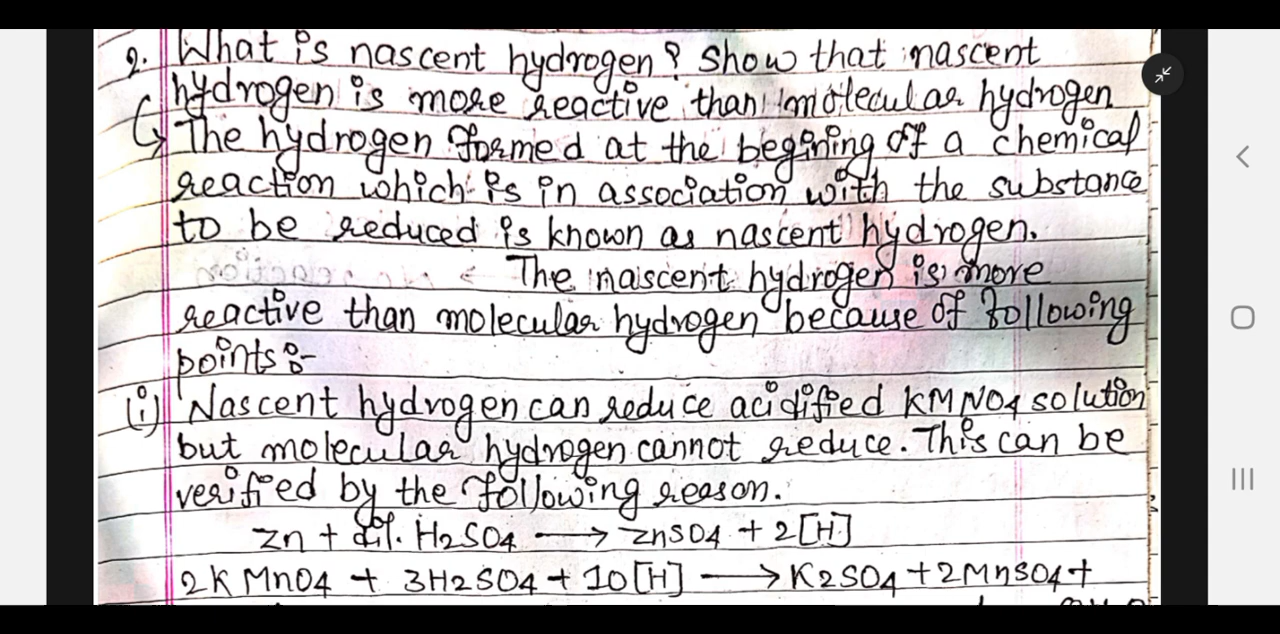 2. What is nascent hydrogen? Show that nascent
hydrogen is more reactive than molecular hydrogen
↳ The hydrogen formed at the begining of a chemical
reaction which is in association with the substance
to be reduced is known as nascent hydrogen.
The nascent hydrogen is more
reactive than molecular hydrogen because of following
points :-
(i) Nascent hydrogen can reduce acidified KMNO4 solution
but molecular hydrogen cannot reduce. This can be
verified by the following reason.
Zn + dil. H2SO4 → ZnSO4 + 2[H]
2KMnO4 + 3H2SO4 + 10[H] → K2SO4 + 2MnSO4 +